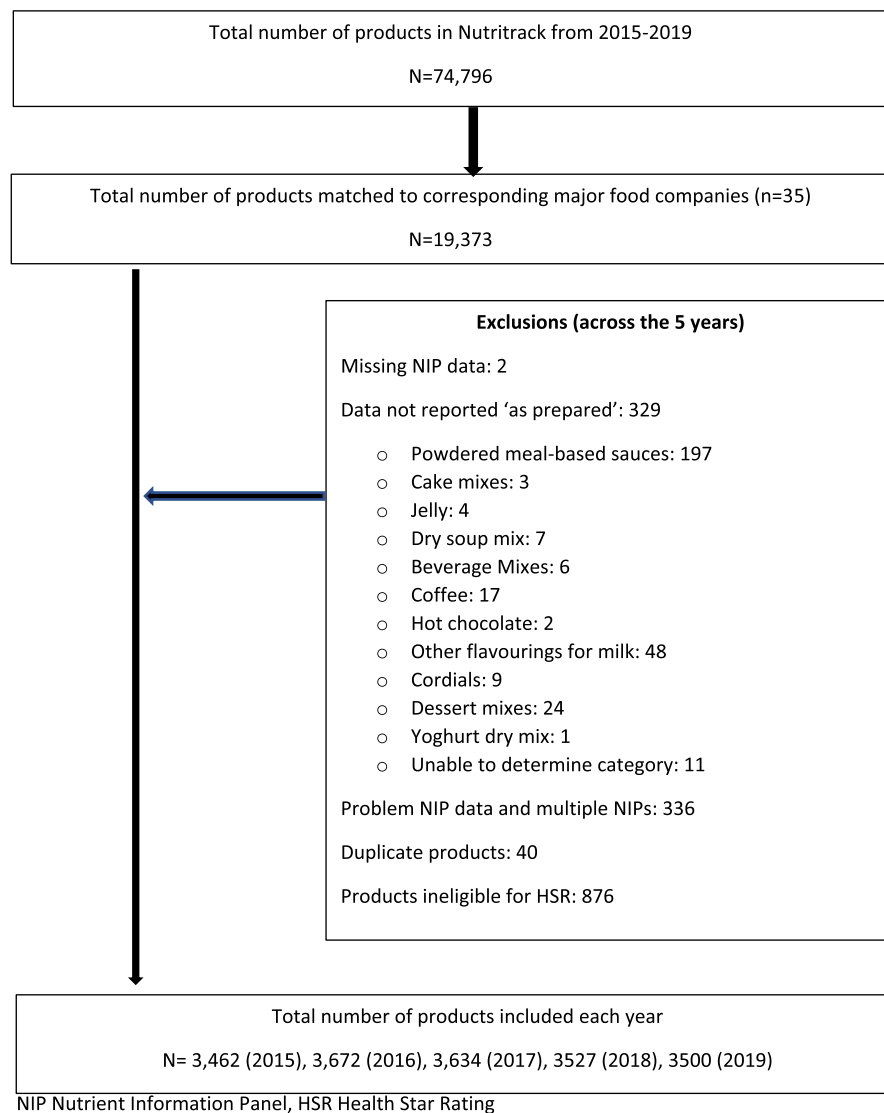 Total number of products in Nutritrack from 2015-2019
N=74,796
Total number of products matched to corresponding major food companies (n=35)
N=19,373
Exclusions (across the 5 years)
Missing NIP data: 2
Data not reported ‘as prepared’: 329
o Powdered meal-based sauces: 197
o Cake mixes: 3
o Jelly: 4
o Dry soup mix: 7
o Beverage Mixes: 6
o Coffee: 17
o Hot chocolate: 2
o Other flavourings for milk: 48
o Cordials: 9
o Dessert mixes: 24
o Yoghurt dry mix: 1
o Unable to determine category: 11
Problem NIP data and multiple NIPs: 336
Duplicate products: 40
Products ineligible for HSR: 876
Total number of products included each year
N= 3,462 (2015), 3,672 (2016), 3,634 (2017), 3527 (2018), 3500 (2019)
NIP Nutrient Information Panel, HSR Health Star Rating